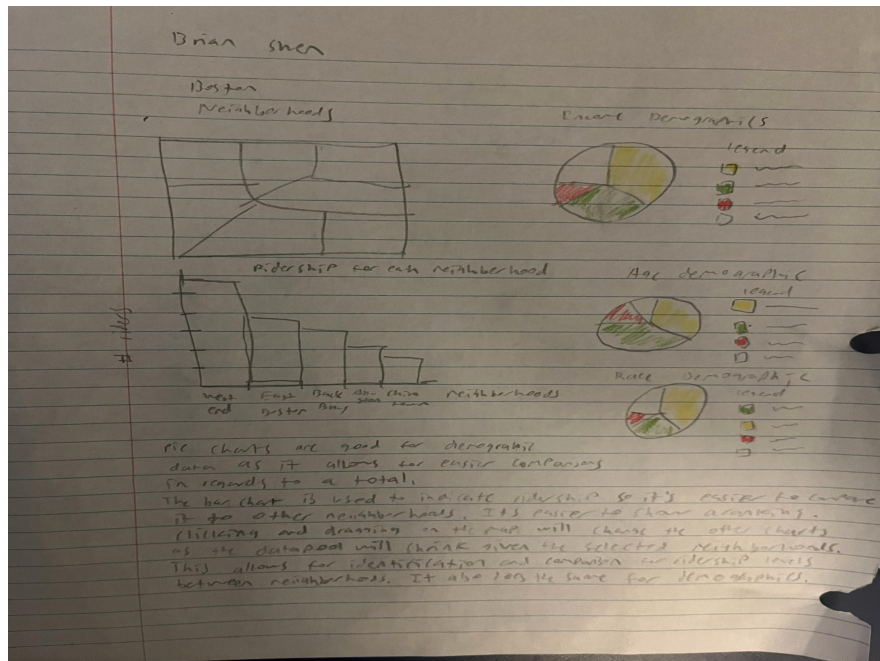 Brian Shen
Boston
Neighborhoods
Encome Demographics
legend
Ridership for each neighborhood
# riders
West end
East Boston
Back Bay
China town
neighborhoods
Age demographic
legend
Race Demographic
legend
Pie charts are good for demographic
data as it allows for easier comparisons
in regards to a total.
The bar chart is used to indicate ridership so it's easier to compare
it to other neighborhoods. It's easier to show a ranking.
Clicking and dragging on the map will change the other charts
as the datapool will shrink given the selected neighborhoods.
This allows for identification and comparison for ridership levels
between neighborhoods. It also does the same for demographics.